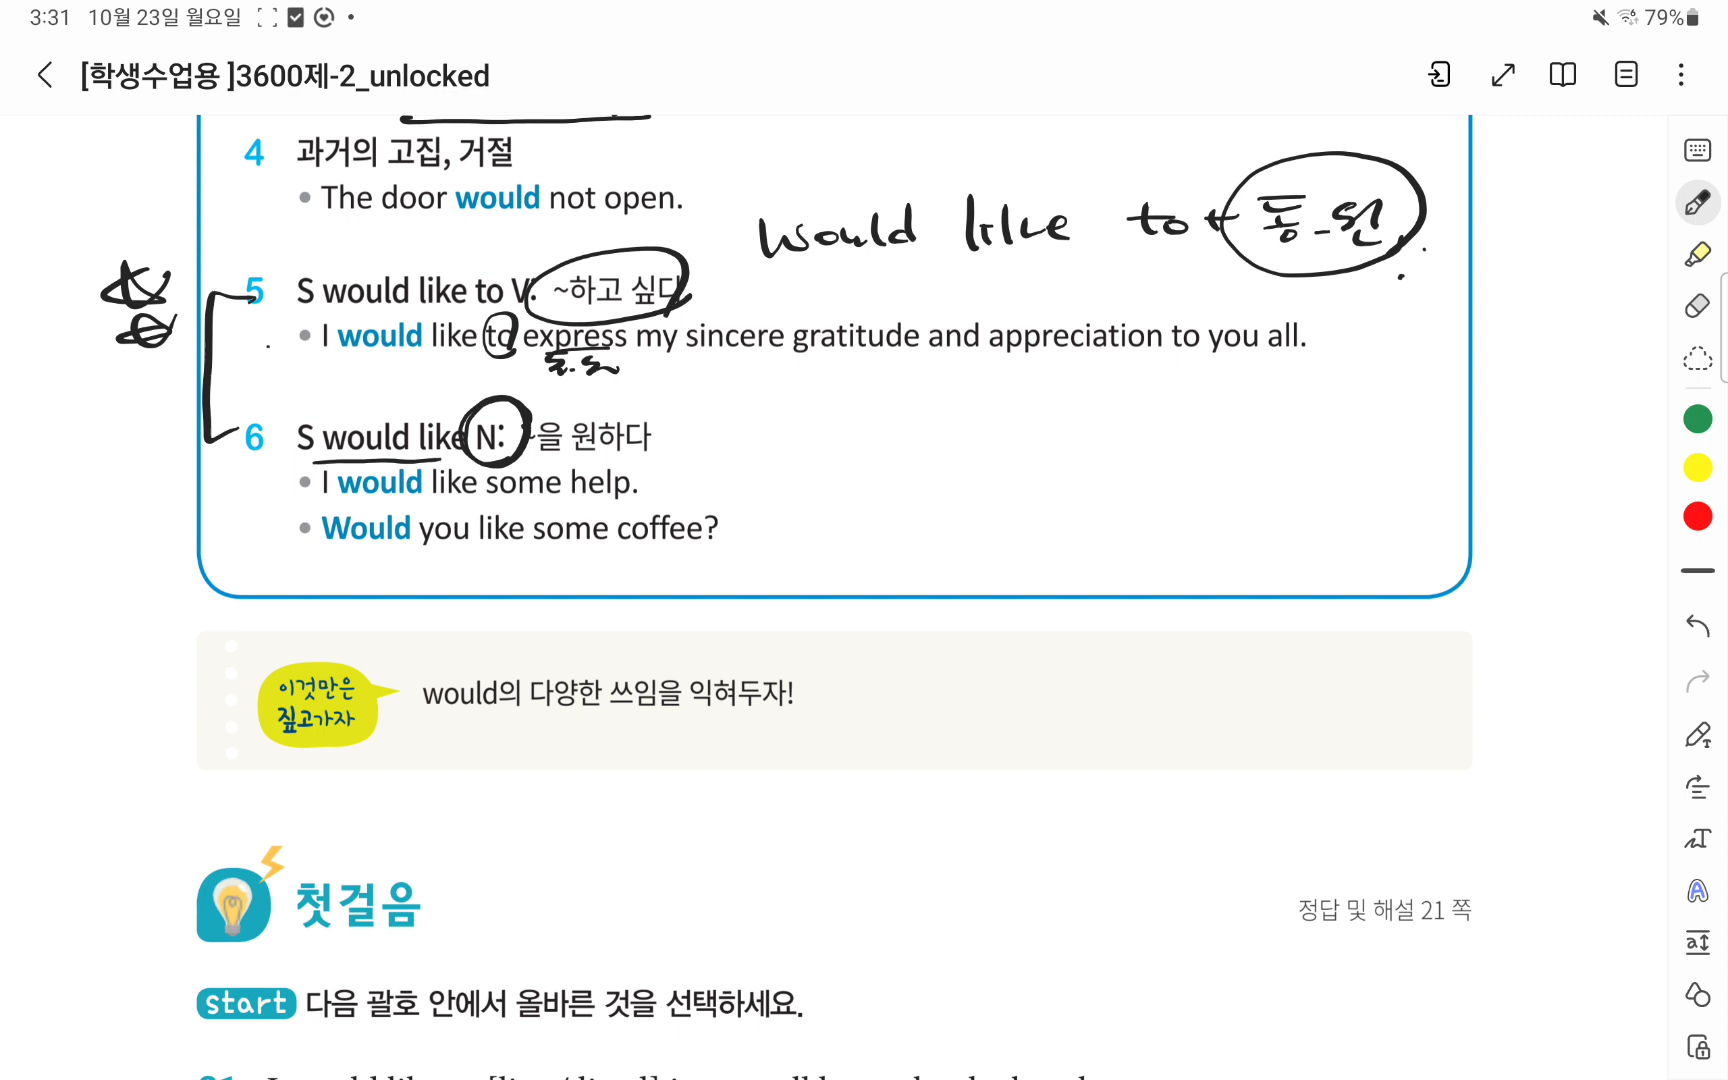 3:31 10월 23일 월요일 79%
[학생수업용 ]3600제-2_unlocked
4 과거의 고집, 거절
• The door would not open.
would like to + 동.원
5 S would like to V: ~하고 싶다
• I would like to express my sincere gratitude and appreciation to you all.
6 S would like N: ~을 원하다
• I would like some help.
• Would you like some coffee?
이것만은
짚고가자
would의 다양한 쓰임을 익혀두자!
첫걸음
정답 및 해설 21 쪽
start 다음 괄호 안에서 올바른 것을 선택하세요.